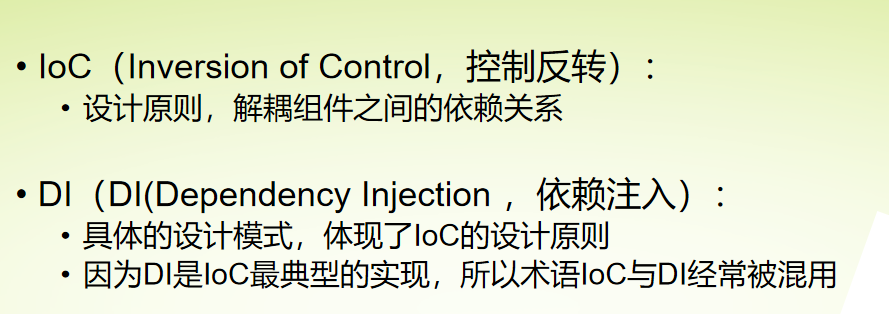 • IoC（Inversion of Control，控制反转）：
• 设计原则，解耦组件之间的依赖关系
• DI（DI(Dependency Injection ，依赖注入）：
• 具体的设计模式，体现了IoC的设计原则
• 因为DI是IoC最典型的实现，所以术语IoC与DI经常被混用